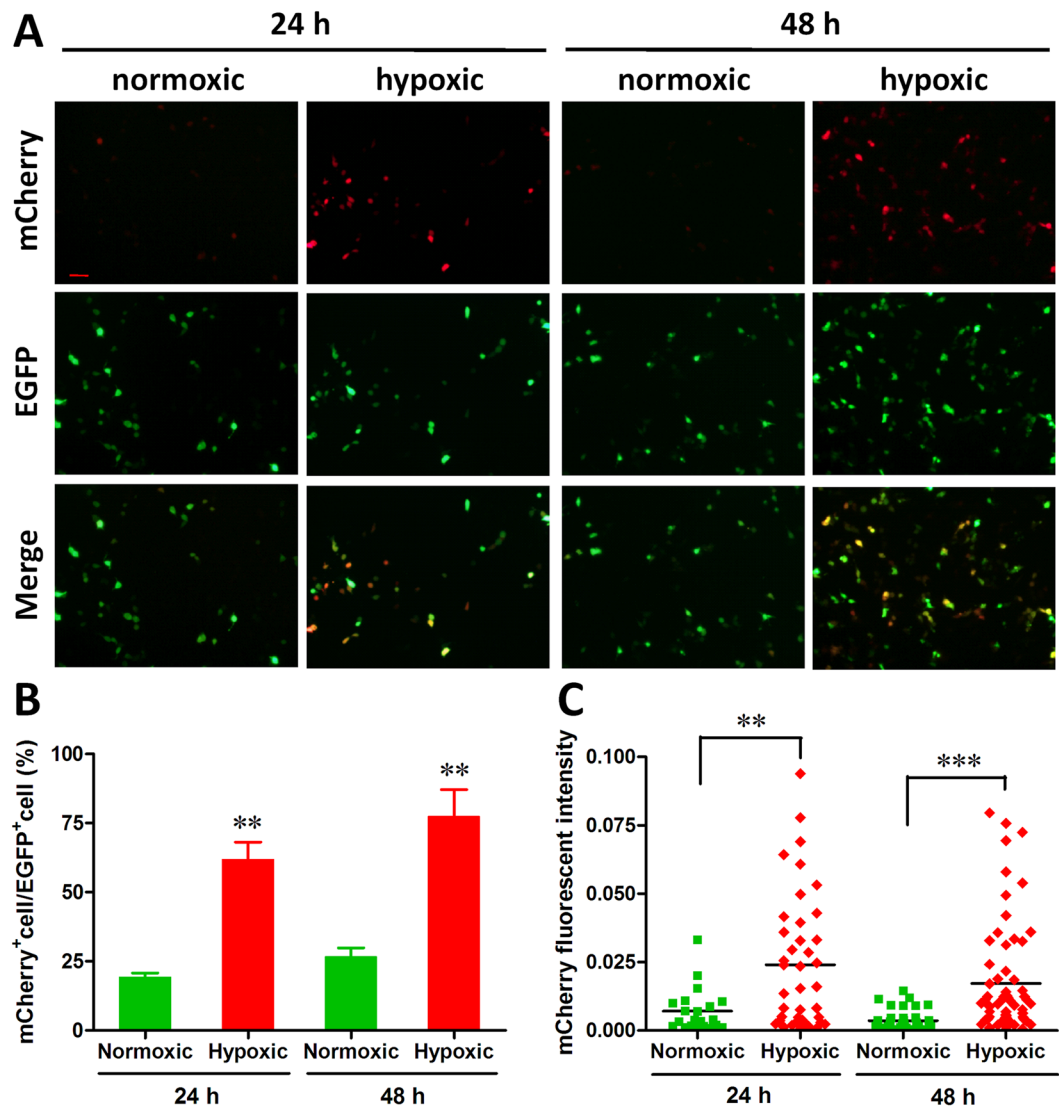 A
24 h
48 h
normoxic
hypoxic
normoxic
hypoxic
mCherry
EGFP
Merge
B
mCherry⁺cell/EGFP⁺cell (%)
100
75
50
25
0
**
**
Normoxic
Hypoxic
Normoxic
Hypoxic
24 h
48 h
C
mCherry fluorescent intensity
0.100
0.075
0.050
0.025
0.000
**
***
Normoxic
Hypoxic
Normoxic
Hypoxic
24 h
48 h